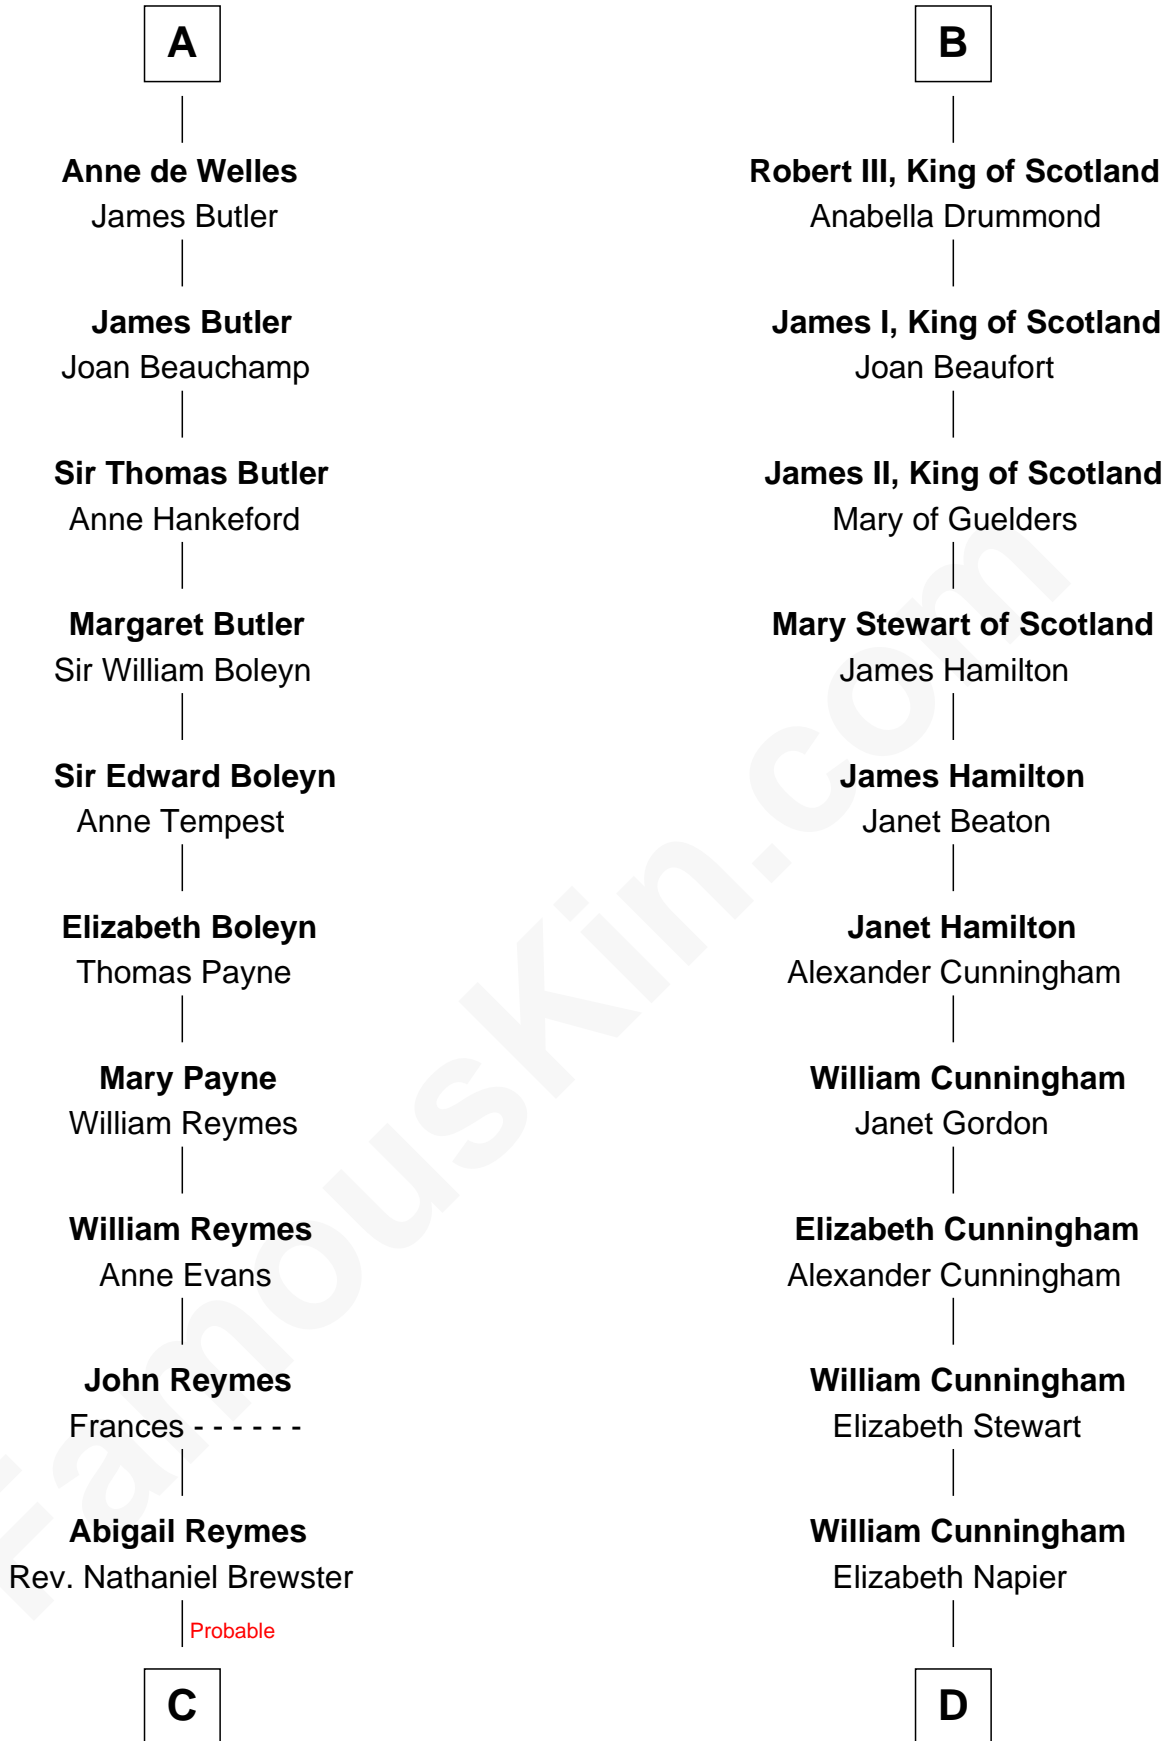 A
Anne de Welles
James Butler
James Butler
Joan Beauchamp
Sir Thomas Butler
Anne Hankeford
Margaret Butler
Sir William Boleyn
Sir Edward Boleyn
Anne Tempest
Elizabeth Boleyn
Thomas Payne
Mary Payne
William Reymes
William Reymes
Anne Evans
John Reymes
Frances - - - - - -
Abigail Reymes
Rev. Nathaniel Brewster
Probable
C
B
Robert III, King of Scotland
Anabella Drummond
James I, King of Scotland
Joan Beaufort
James II, King of Scotland
Mary of Guelders
Mary Stewart of Scotland
James Hamilton
James Hamilton
Janet Beaton
Janet Hamilton
Alexander Cunningham
William Cunningham
Janet Gordon
Elizabeth Cunningham
Alexander Cunningham
William Cunningham
Elizabeth Stewart
William Cunningham
Elizabeth Napier
D
FamousKin.com